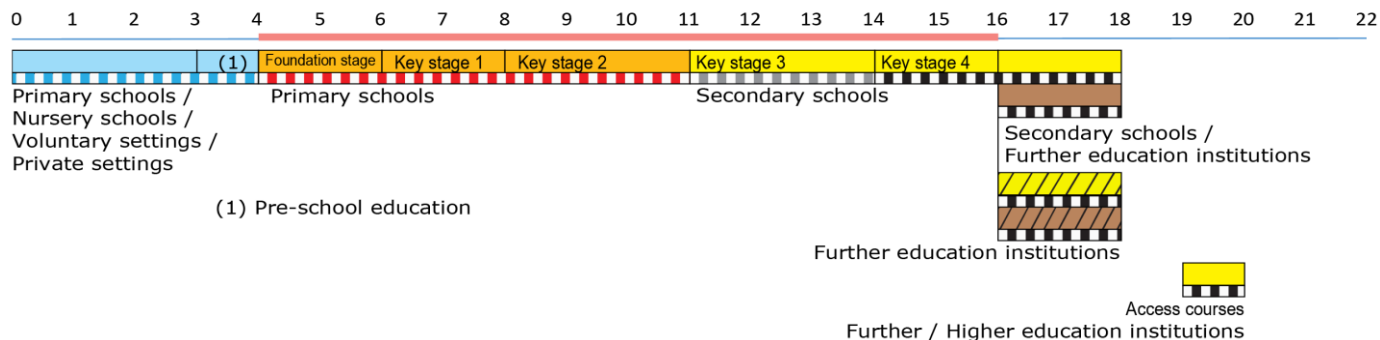 0 1 2 3 4 5 6 7 8 9 10 11 12 13 14 15 16 17 18 19 20 21 22
(1) Foundation stage Key stage 1 Key stage 2 Key stage 3 Key stage 4
Primary schools /
Nursery schools /
Voluntary settings /
Private settings
Primary schools
Secondary schools
Secondary schools /
Further education institutions
(1) Pre-school education
Further education institutions
Access courses
Further / Higher education institutions